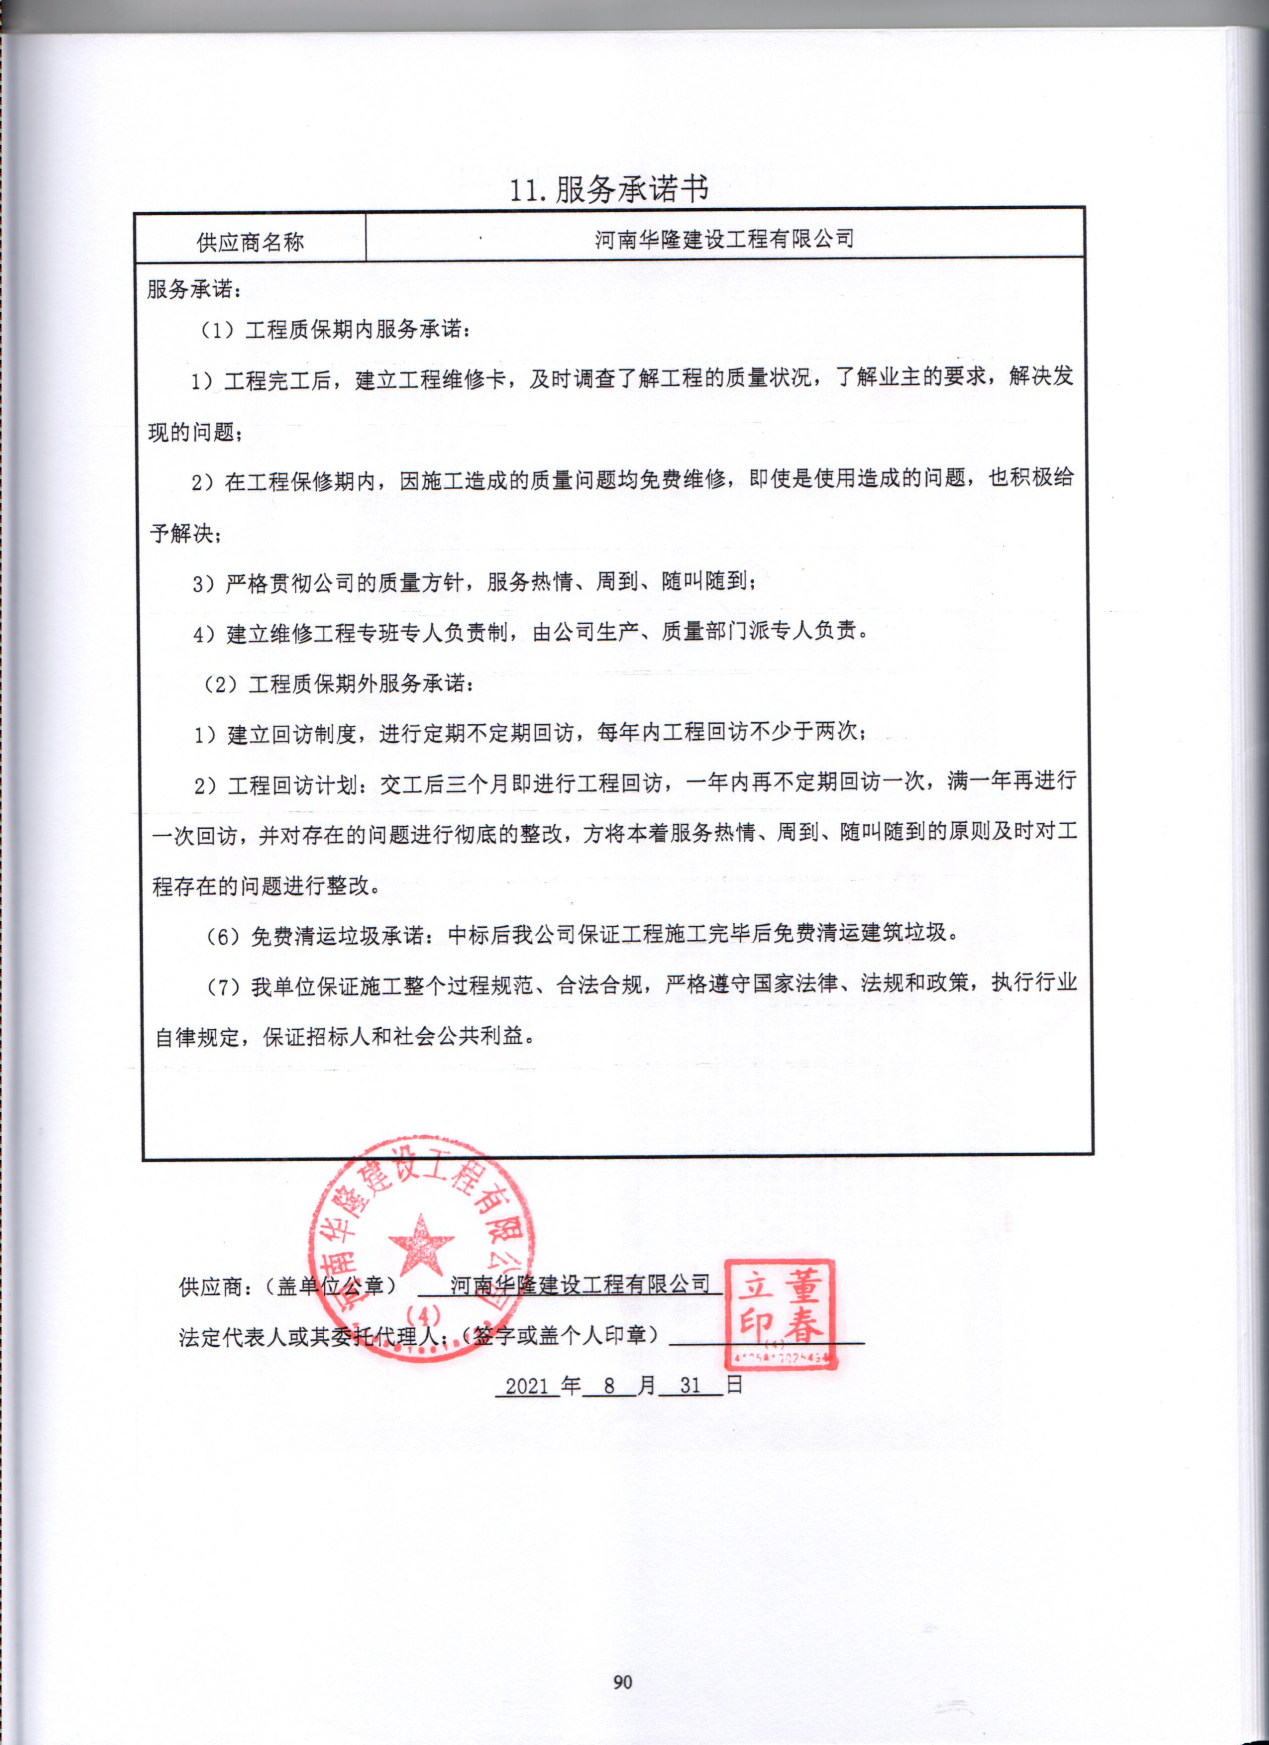 11.服务承诺书
供应商名称 河南华隆建设工程有限公司
服务承诺:
（1）工程质保期内服务承诺:
1）工程完工后，建立工程维修卡，及时调查了解工程的质量状况，了解业主的要求，解决发
现的问题;
2）在工程保修期内，因施工造成的质量问题均免费维修，即使是使用造成的问题，也积极给
予解决;
3）严格贯彻公司的质量方针，服务热情、周到、随叫随到;
4）建立维修工程专班专人负责制，由公司生产、质量部门派专人负责。
（2）工程质保期外服务承诺:
1）建立回访制度，进行定期不定期回访，每年内工程回访不少于两次;
2）工程回访计划: 交工后三个月即进行工程回访，一年内再不定期回访一次，满一年再进行
一次回访，并对存在的问题进行彻底的整改，方将本着服务热情、周到、随叫随到的原则及时对工
程存在的问题进行整改。
（6）免费清运垃圾承诺: 中标后我公司保证工程施工完毕后免费清运建筑垃圾。
（7）我单位保证施工整个过程规范、合法合规，严格遵守国家法律、法规和政策，执行行业
自律规定，保证招标人和社会公共利益。
河南华隆建设工程有限公司
(4)
供应商:（盖单位公章） 河南华隆建设工程有限公司
董春立印
法定代表人或其委托代理人:（签字或盖个人印章）
2021 年 8 月 31 日
90